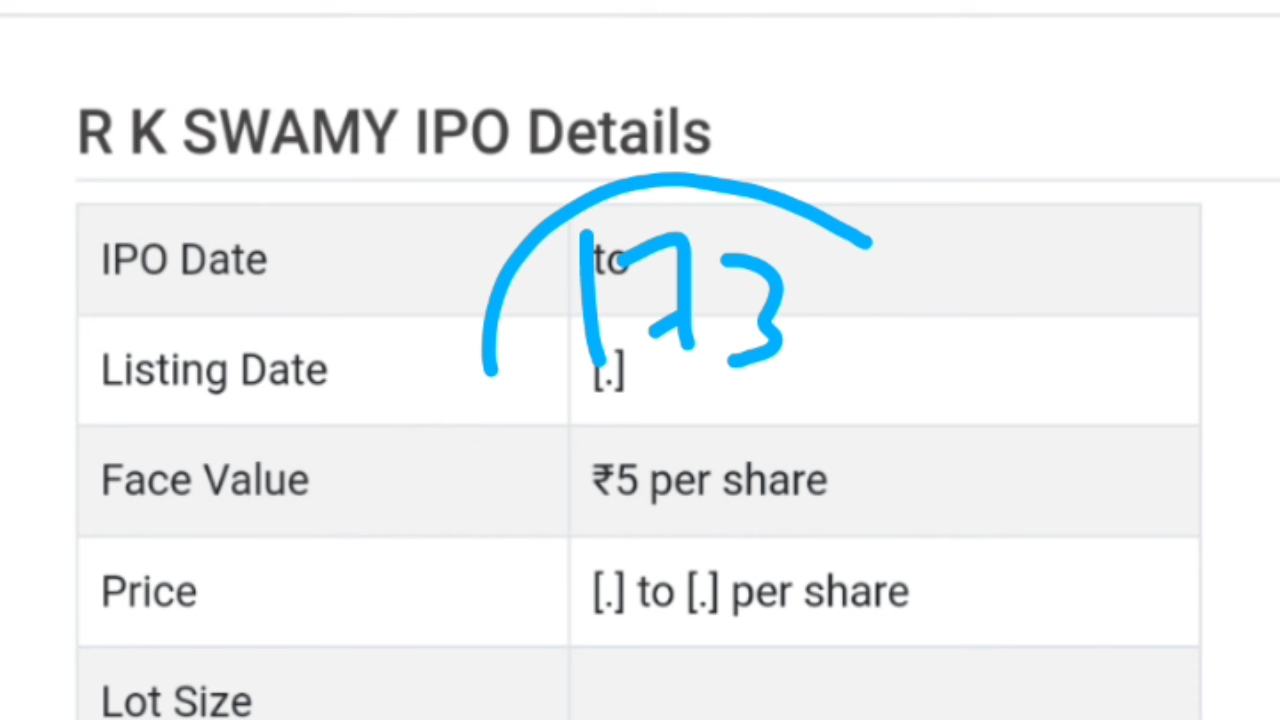 R K SWAMY IPO Details
IPO Date to
173
Listing Date [.]
Face Value ₹5 per share
Price [.] to [.] per share
Lot Size